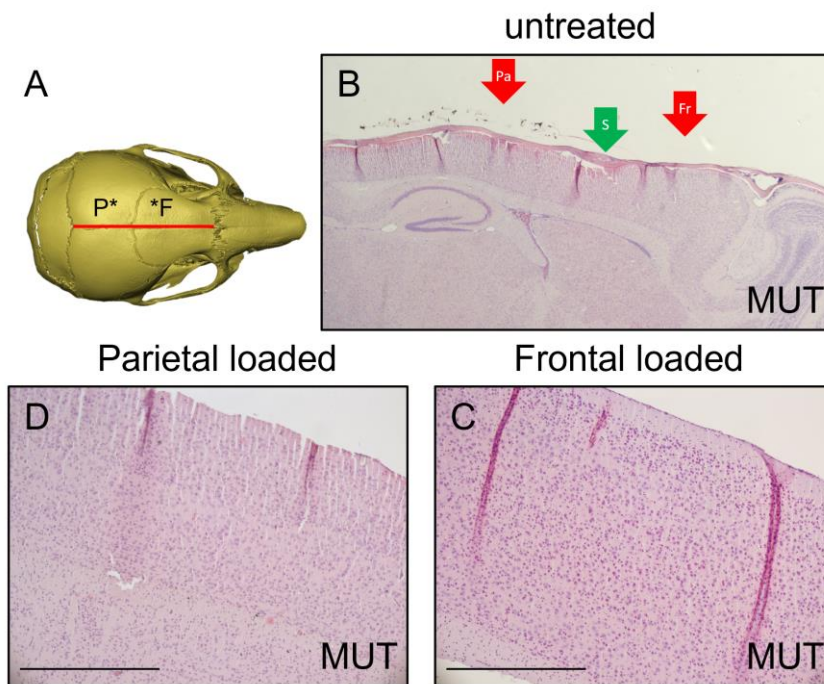 untreated
A
P* *F
B
Pa
S
Fr
MUT
Parietal loaded
Frontal loaded
D
MUT
C
MUT